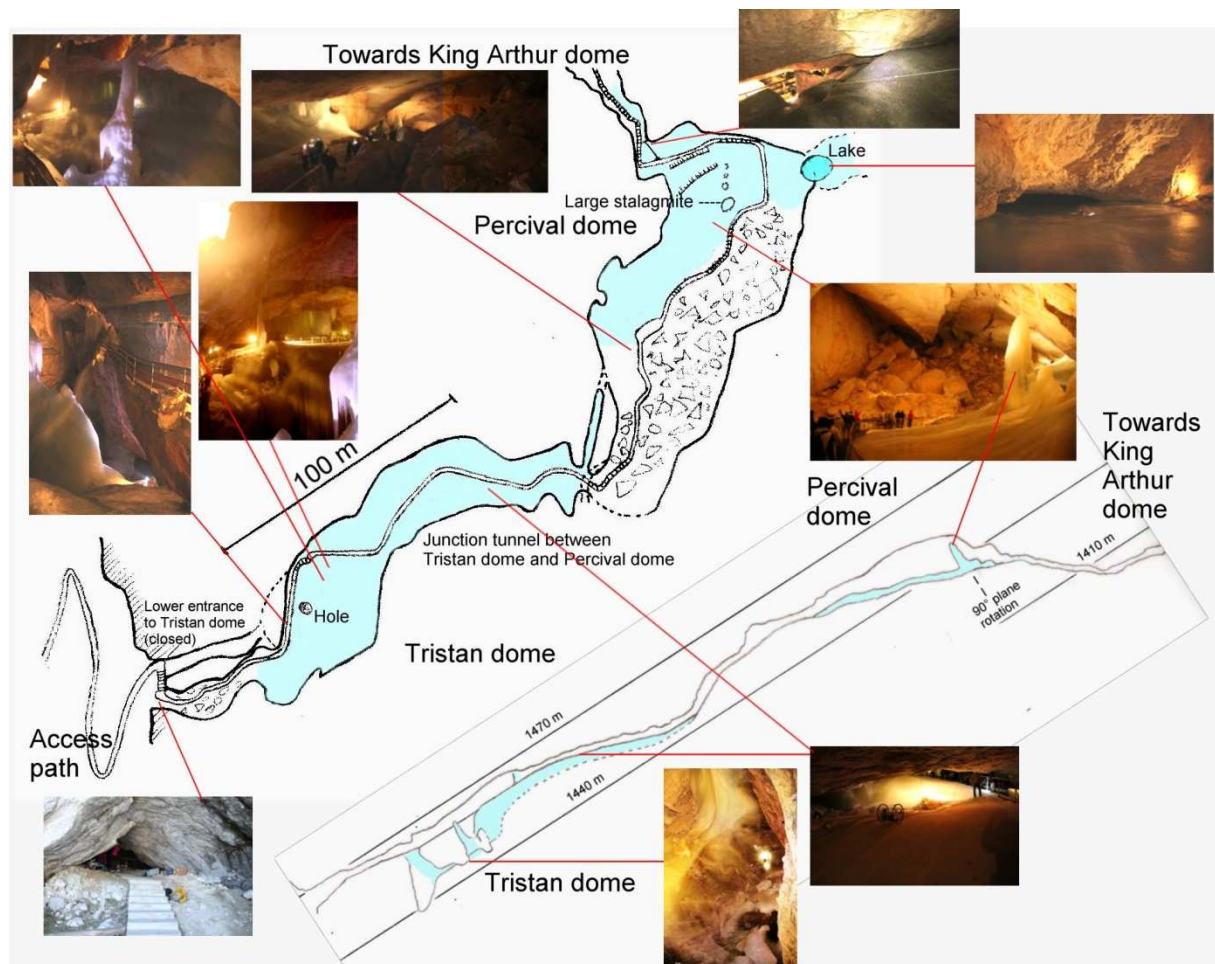 Towards King Arthur dome
Lake
Large stalagmite
Percival dome
100 m
Junction tunnel between
Tristan dome and Percival dome
Lower entrance
to Tristan dome
(closed)
Hole
Tristan dome
Access
path
Towards
King
Arthur
dome
Percival
dome
1410 m
90° plane
rotation
1470 m
1440 m
Tristan dome